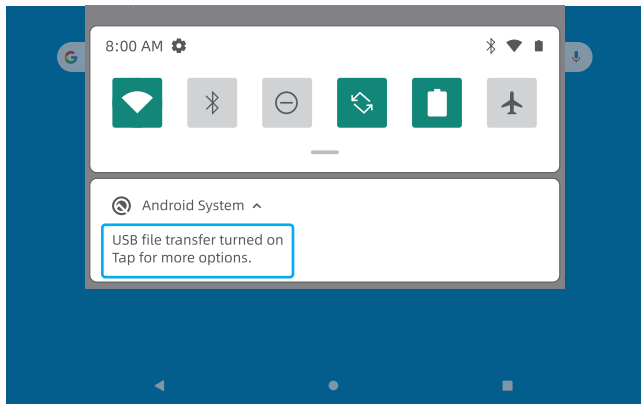 8:00 AM
G
Android System
USB file transfer turned on
Tap for more options.